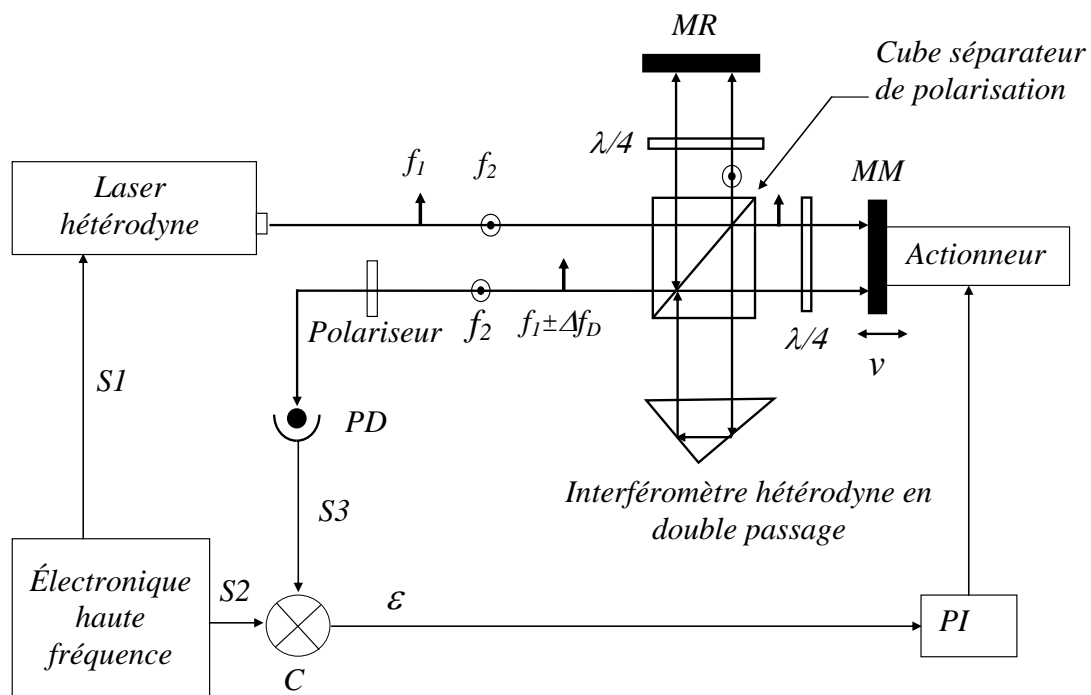 MR
Cube séparateur
de polarisation
λ/4
f1
f2
MM
Laser
hétérodyne
Actionneur
Polariseur
f2
f1±ΔfD
λ/4
v
S1
PD
Interféromètre hétérodyne en
double passage
S3
Électronique
haute
fréquence
S2
ε
PI
C